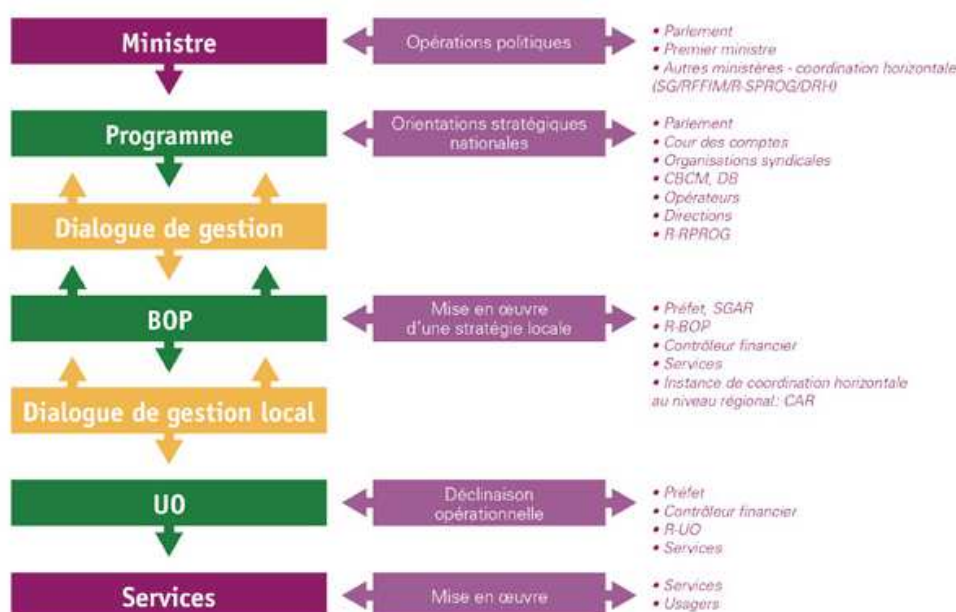 Ministre
Opérations politiques
• Parlement
• Premier ministre
• Autres ministères - coordination horizontale
(SG/RFFIM/R-SPROG/DRH)
Programme
Orientations stratégiques
nationales
• Parlement
• Cour des comptes
• Organisations syndicales
• CBCM, DB
• Opérateurs
• Directions
• R-RPROG
Dialogue de gestion
BOP
Mise en œuvre
d'une stratégie locale
• Préfet, SGAR
• R-BOP
• Contrôleur financier
• Services
• Instance de coordination horizontale
au niveau régional: CAR
Dialogue de gestion local
UO
Déclinaison
opérationnelle
• Préfet
• Contrôleur financier
• R-UO
• Services
Services
Mise en œuvre
• Services
• Usagers